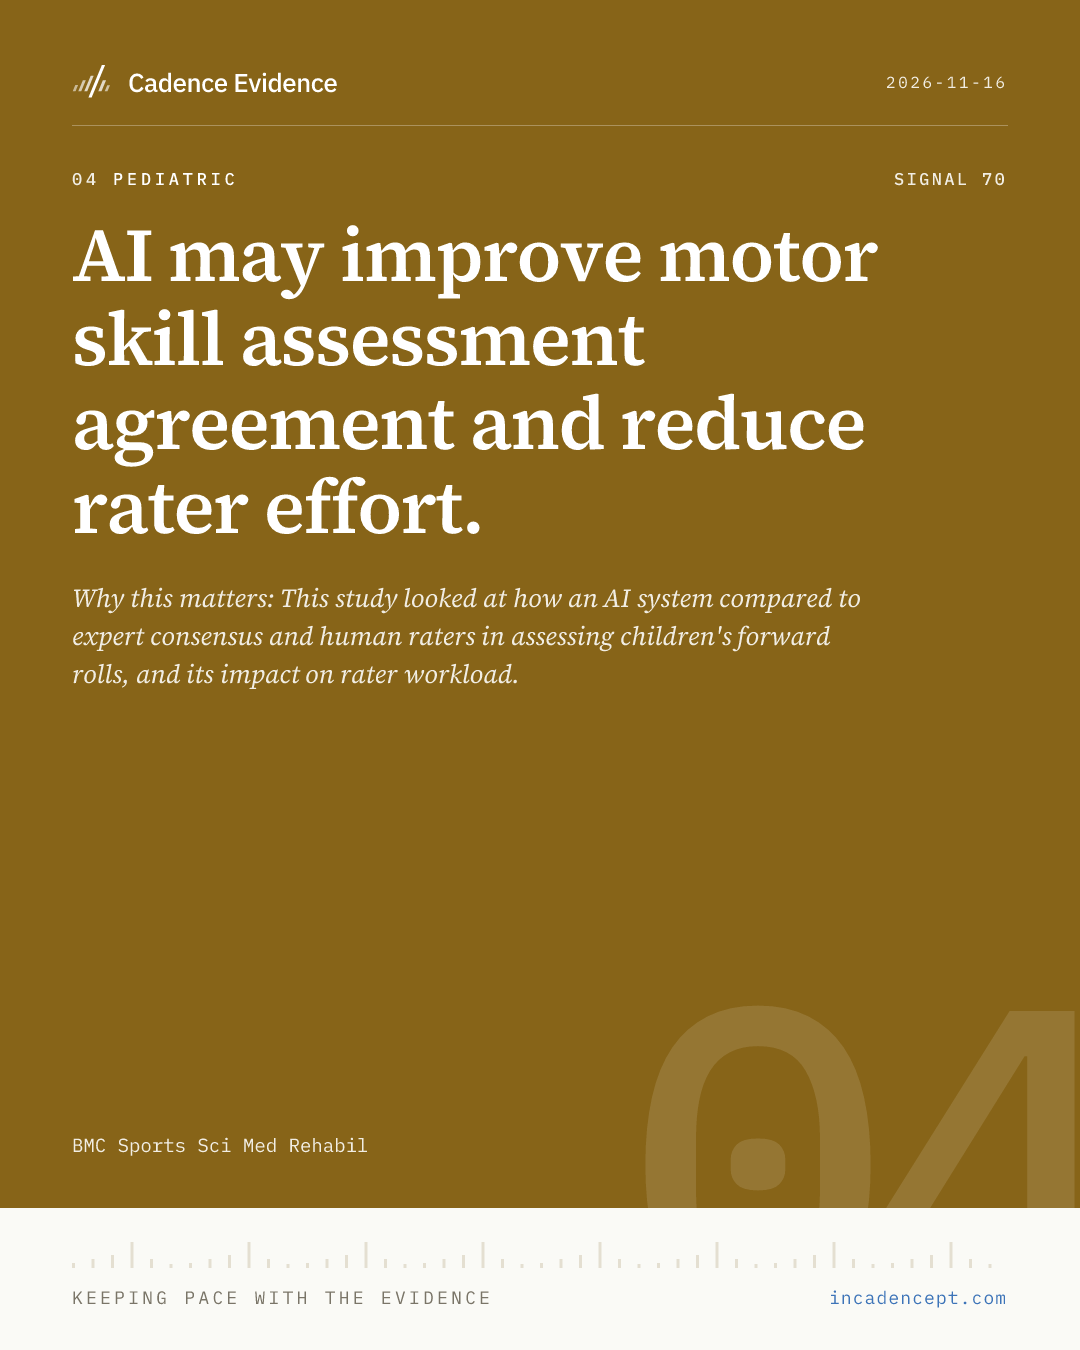 Cadence Evidence
2026-11-16
04 PEDIATRIC
SIGNAL 70
AI may improve motor
skill assessment
agreement and reduce
rater effort.
Why this matters: This study looked at how an AI system compared to
expert consensus and human raters in assessing children's forward
rolls, and its impact on rater workload.
04
BMC Sports Sci Med Rehabil
KEEPING PACE WITH THE EVIDENCE
incadencept.com